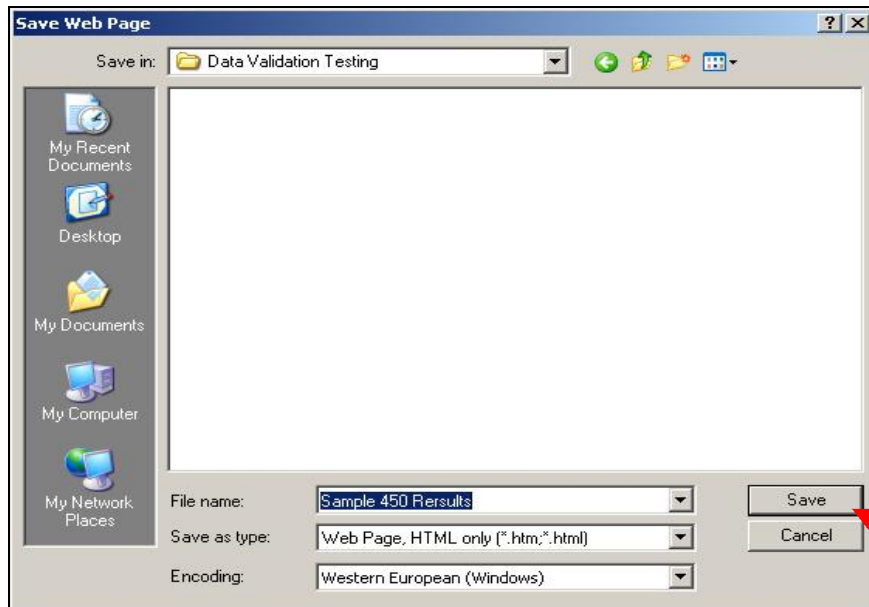 Save Web Page
Save in: Data Validation Testing
My Recent
Documents
Desktop
My Documents
My Computer
My Network
Places
File name: Sample 450 Rersults Save
Save as type: Web Page, HTML only (*.htm;*.html) Cancel
Encoding: Western European (Windows)